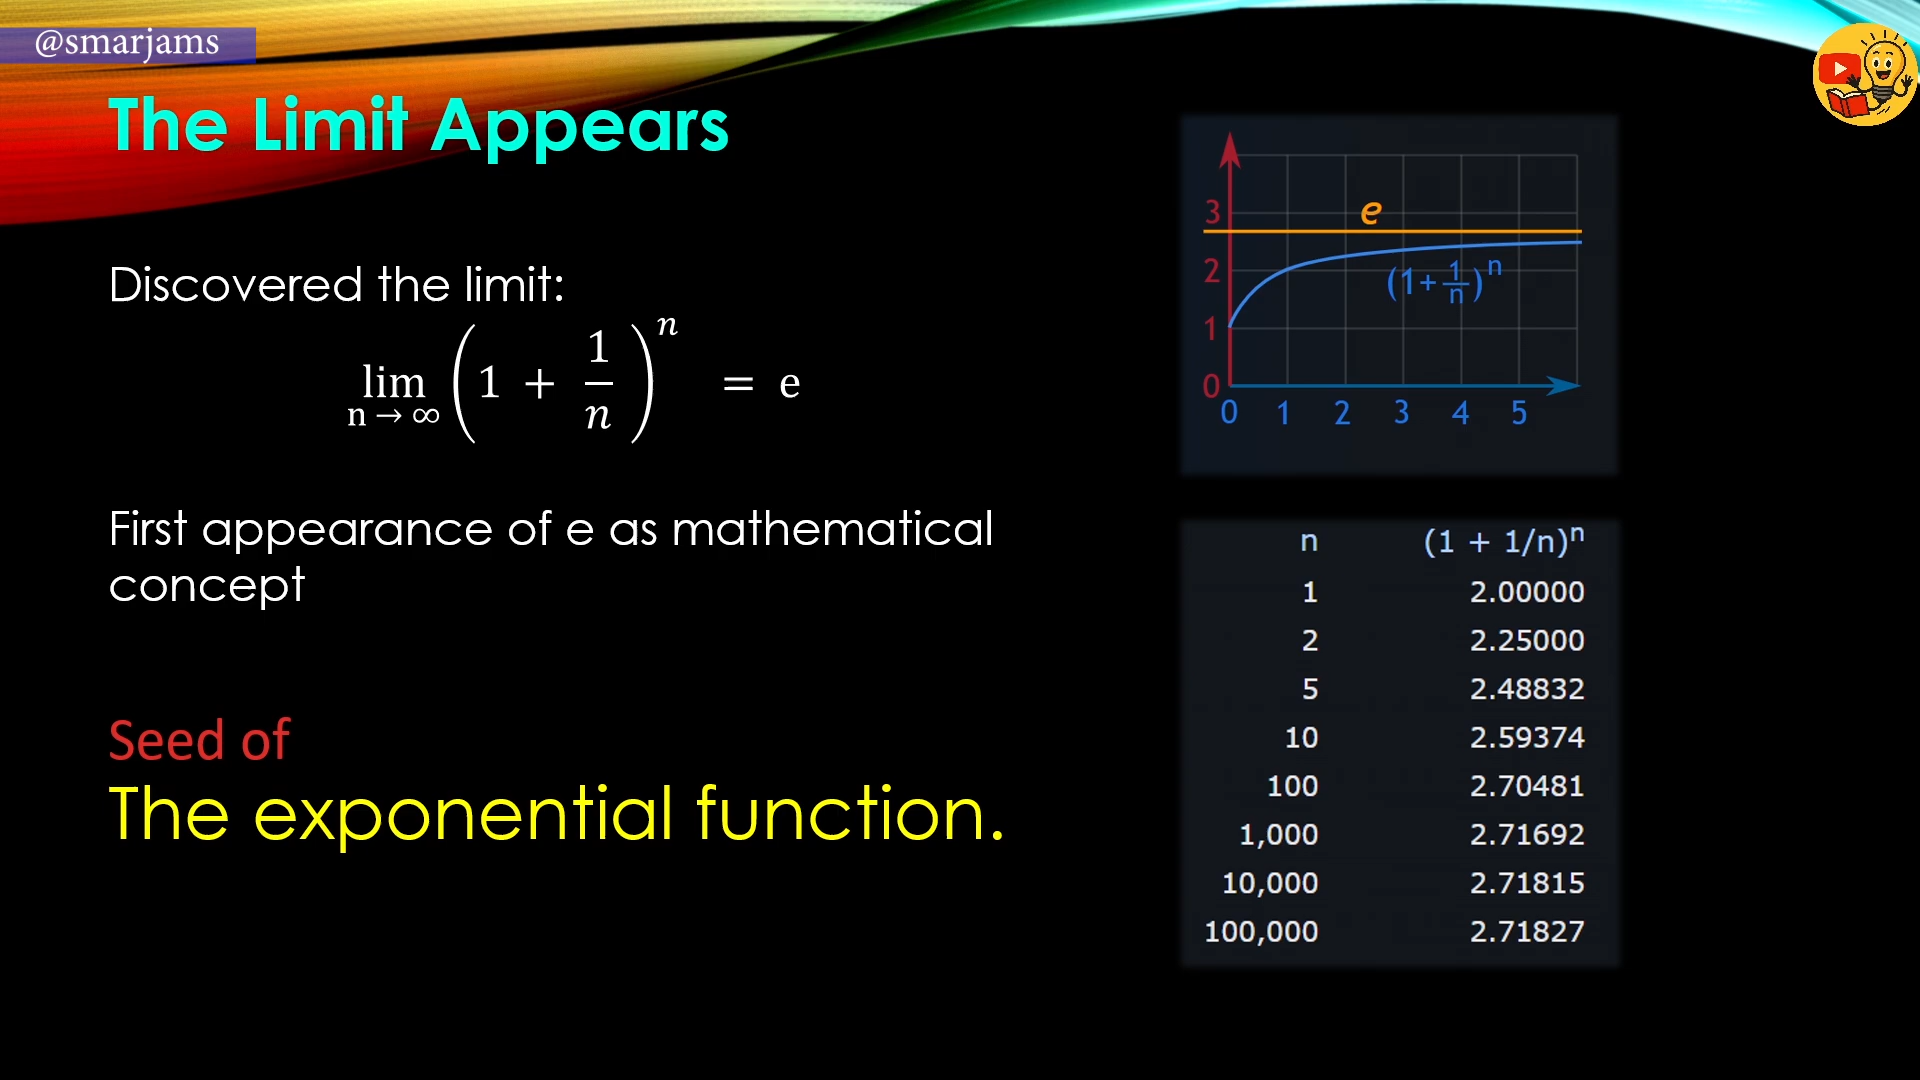 @smarjams
The Limit Appears
Discovered the limit:
lim n → ∞ (1 + 1/n)^n = e
First appearance of e as mathematical
concept
Seed of
The exponential function.
3
e
2
(1+1/n)^n
1
0
0 1 2 3 4 5
n (1 + 1/n)ⁿ
1 2.00000
2 2.25000
5 2.48832
10 2.59374
100 2.70481
1,000 2.71692
10,000 2.71815
100,000 2.71827